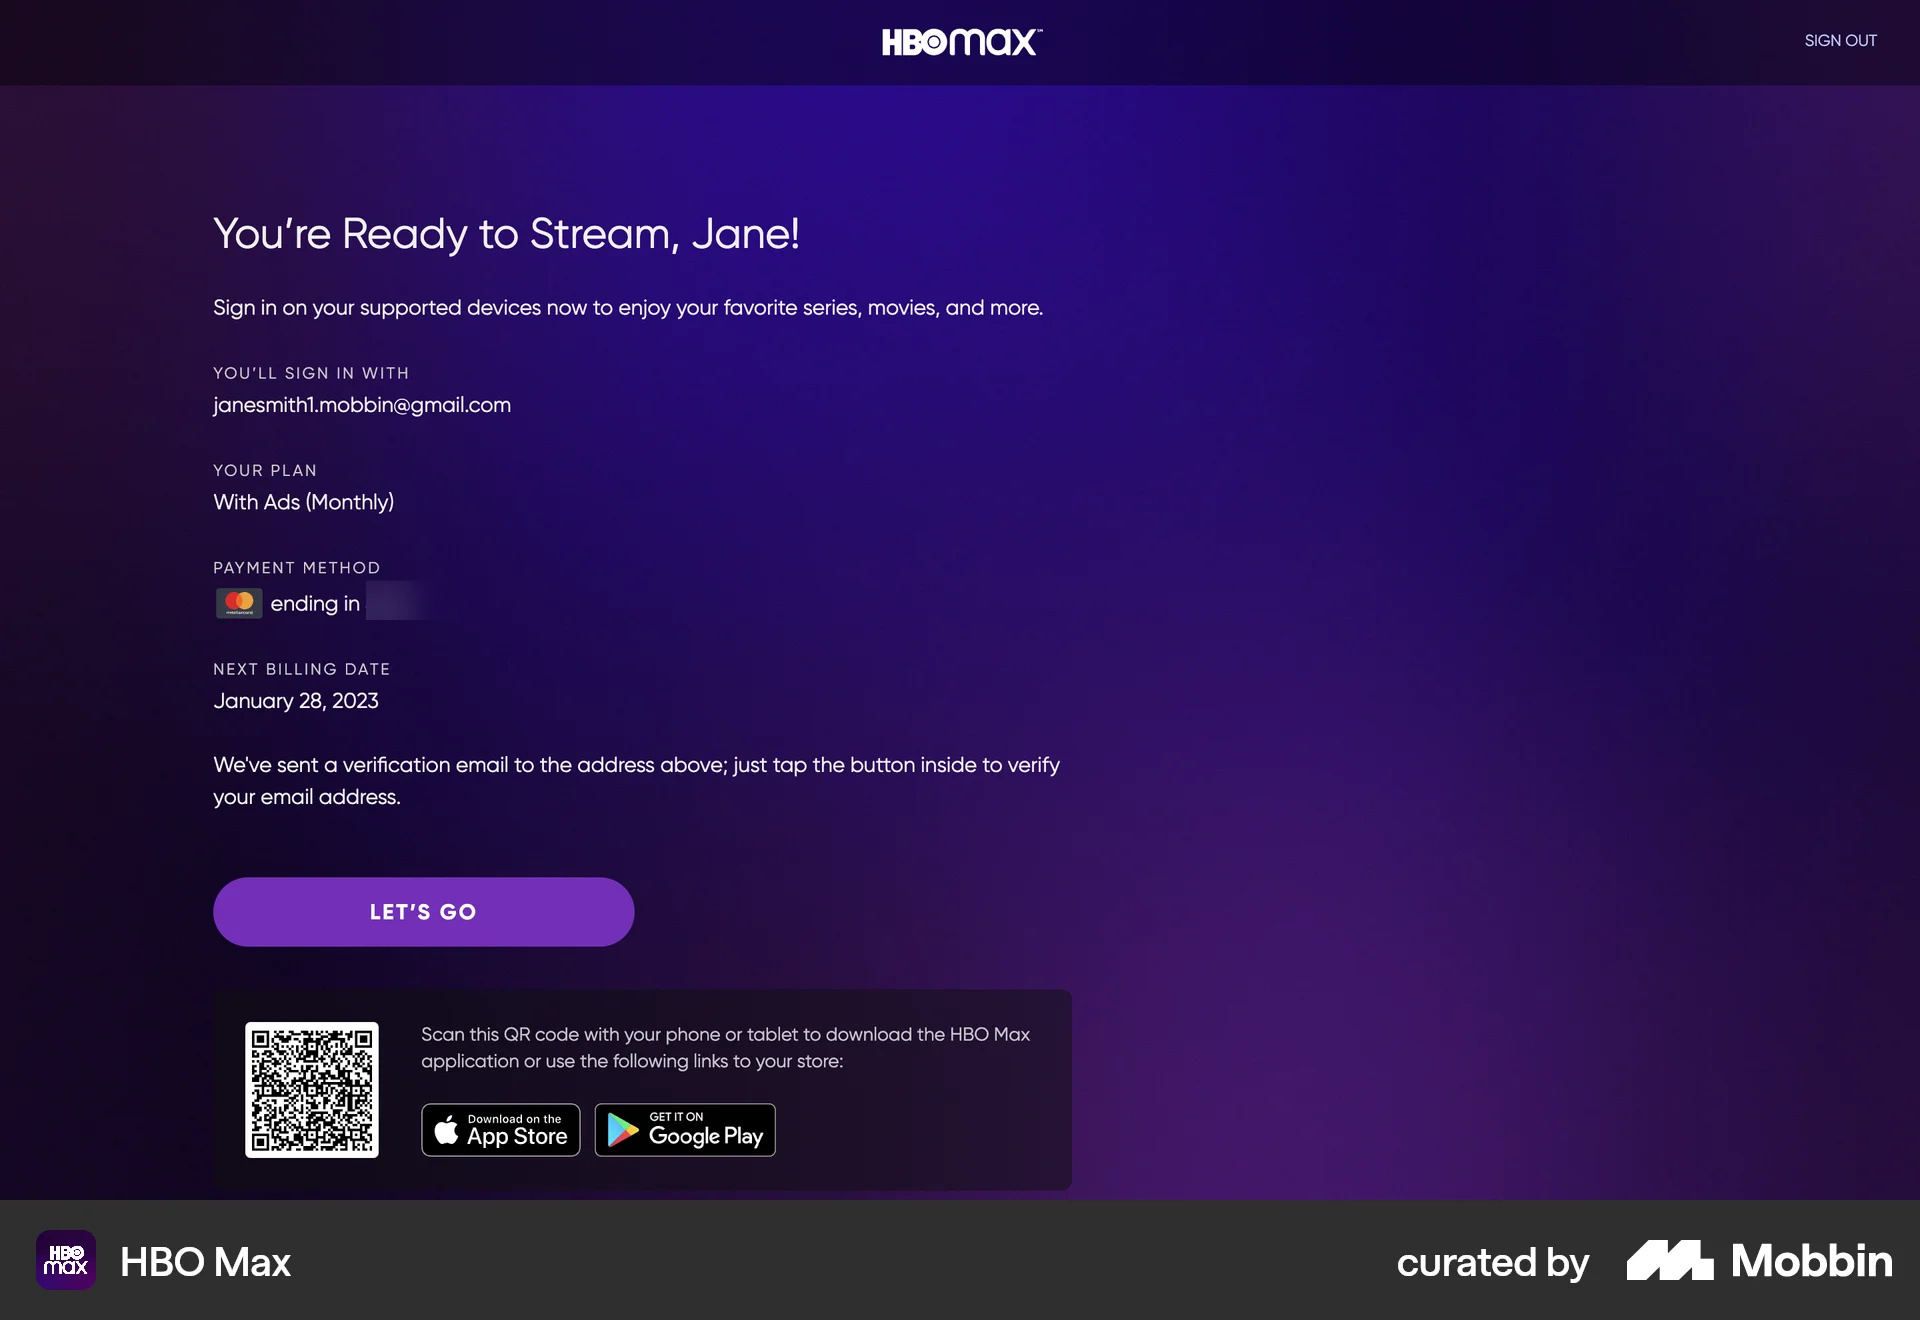 HBOmax™
SIGN OUT
You’re Ready to Stream, Jane!
Sign in on your supported devices now to enjoy your favorite series, movies, and more.
YOU’LL SIGN IN WITH
janesmith1.mobbin@gmail.com
YOUR PLAN
With Ads (Monthly)
PAYMENT METHOD
mastercard ending in
NEXT BILLING DATE
January 28, 2023
We've sent a verification email to the address above; just tap the button inside to verify
your email address.
LET’S GO
Scan this QR code with your phone or tablet to download the HBO Max
application or use the following links to your store:
Download on the
App Store
GET IT ON
Google Play
HBO
max
HBO Max
curated by Mobbin